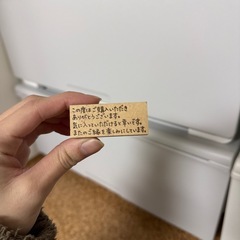 この度はご購入いただき
ありがとうございます。
気に入っていただけると幸いです。
またのご縁を楽しみにしています。